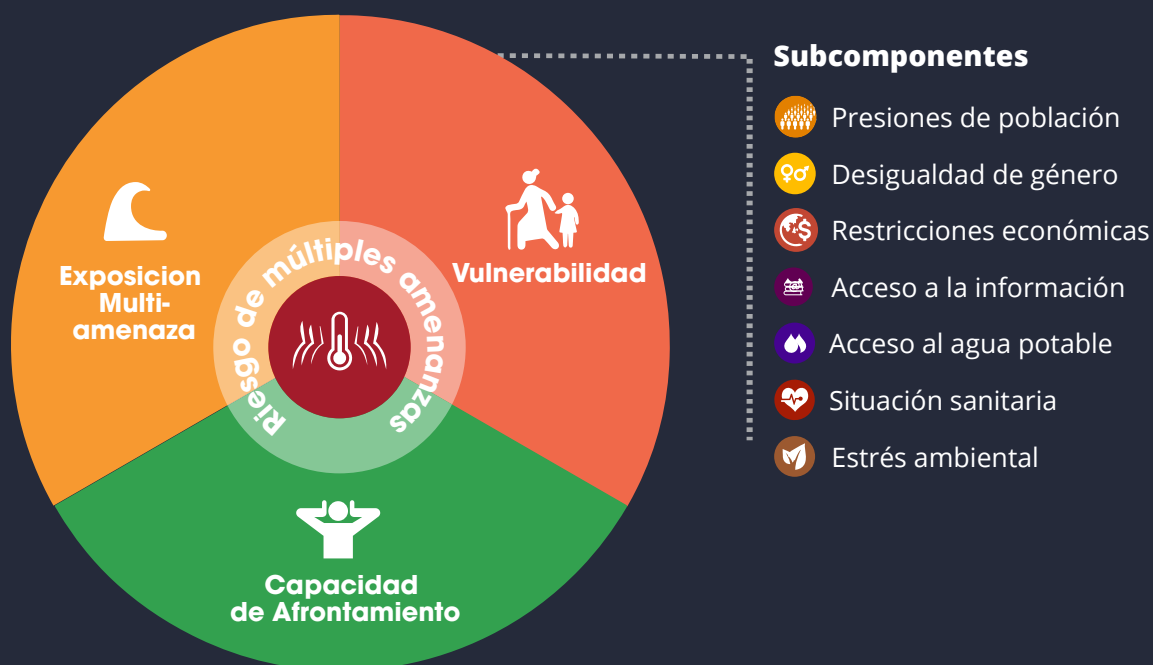 Subcomponentes
Presiones de población
Desigualdad de género
Restricciones económicas
Acceso a la información
Acceso al agua potable
Situación sanitaria
Estrés ambiental
Exposicion
Multi-
amenaza
Vulnerabilidad
Riesgo de múltiples amenanzas
Capacidad
de Afrontamiento